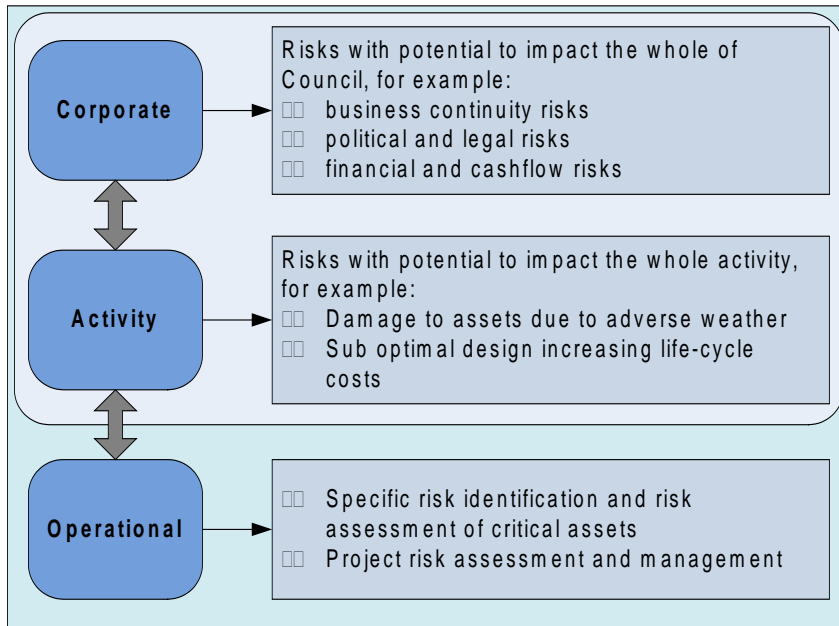 Corporate
Risks with potential to impact the whole of
Council, for example:
□□ business continuity risks
□□ political and legal risks
□□ financial and cashflow risks
Activity
Risks with potential to impact the whole activity,
for example:
□□ Damage to assets due to adverse weather
□□ Sub optimal design increasing life-cycle
costs
Operational
□□ Specific risk identification and risk
assessment of critical assets
□□ Project risk assessment and management